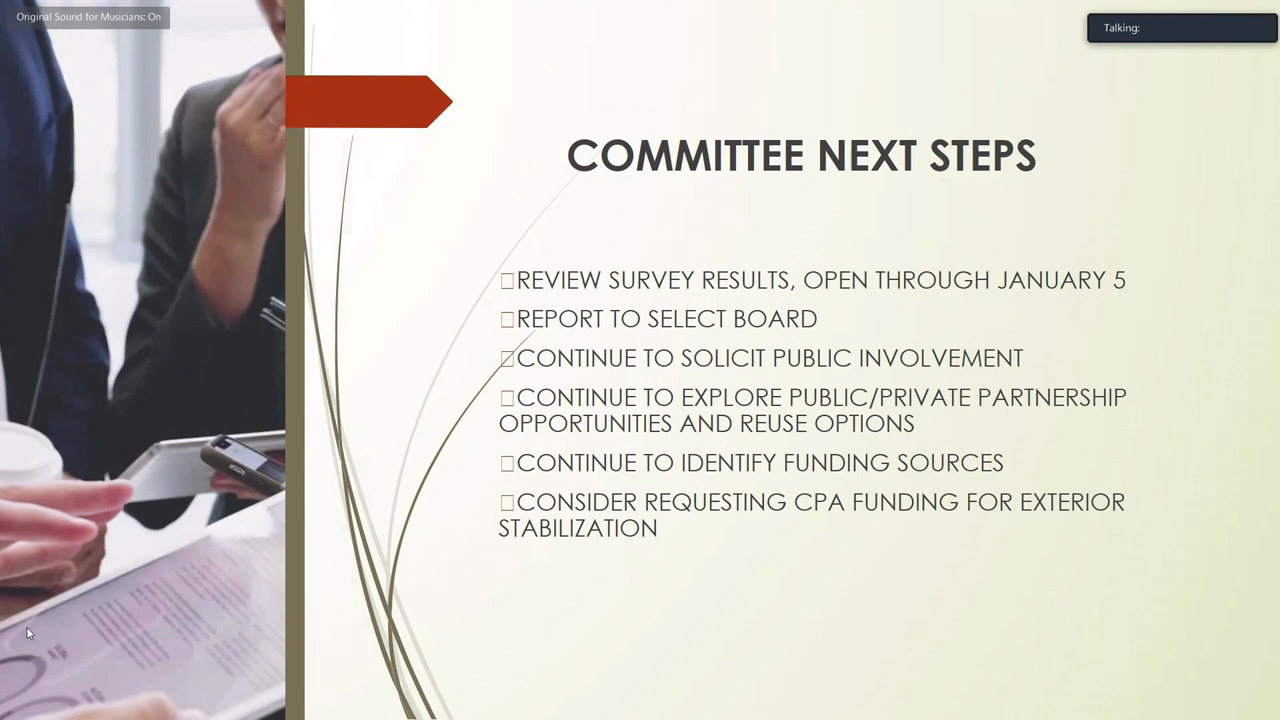 Original Sound for Musicians: On
Talking:
COMMITTEE NEXT STEPS
□REVIEW SURVEY RESULTS, OPEN THROUGH JANUARY 5
□REPORT TO SELECT BOARD
□CONTINUE TO SOLICIT PUBLIC INVOLVEMENT
□CONTINUE TO EXPLORE PUBLIC/PRIVATE PARTNERSHIP
OPPORTUNITIES AND REUSE OPTIONS
□CONTINUE TO IDENTIFY FUNDING SOURCES
□CONSIDER REQUESTING CPA FUNDING FOR EXTERIOR
STABILIZATION